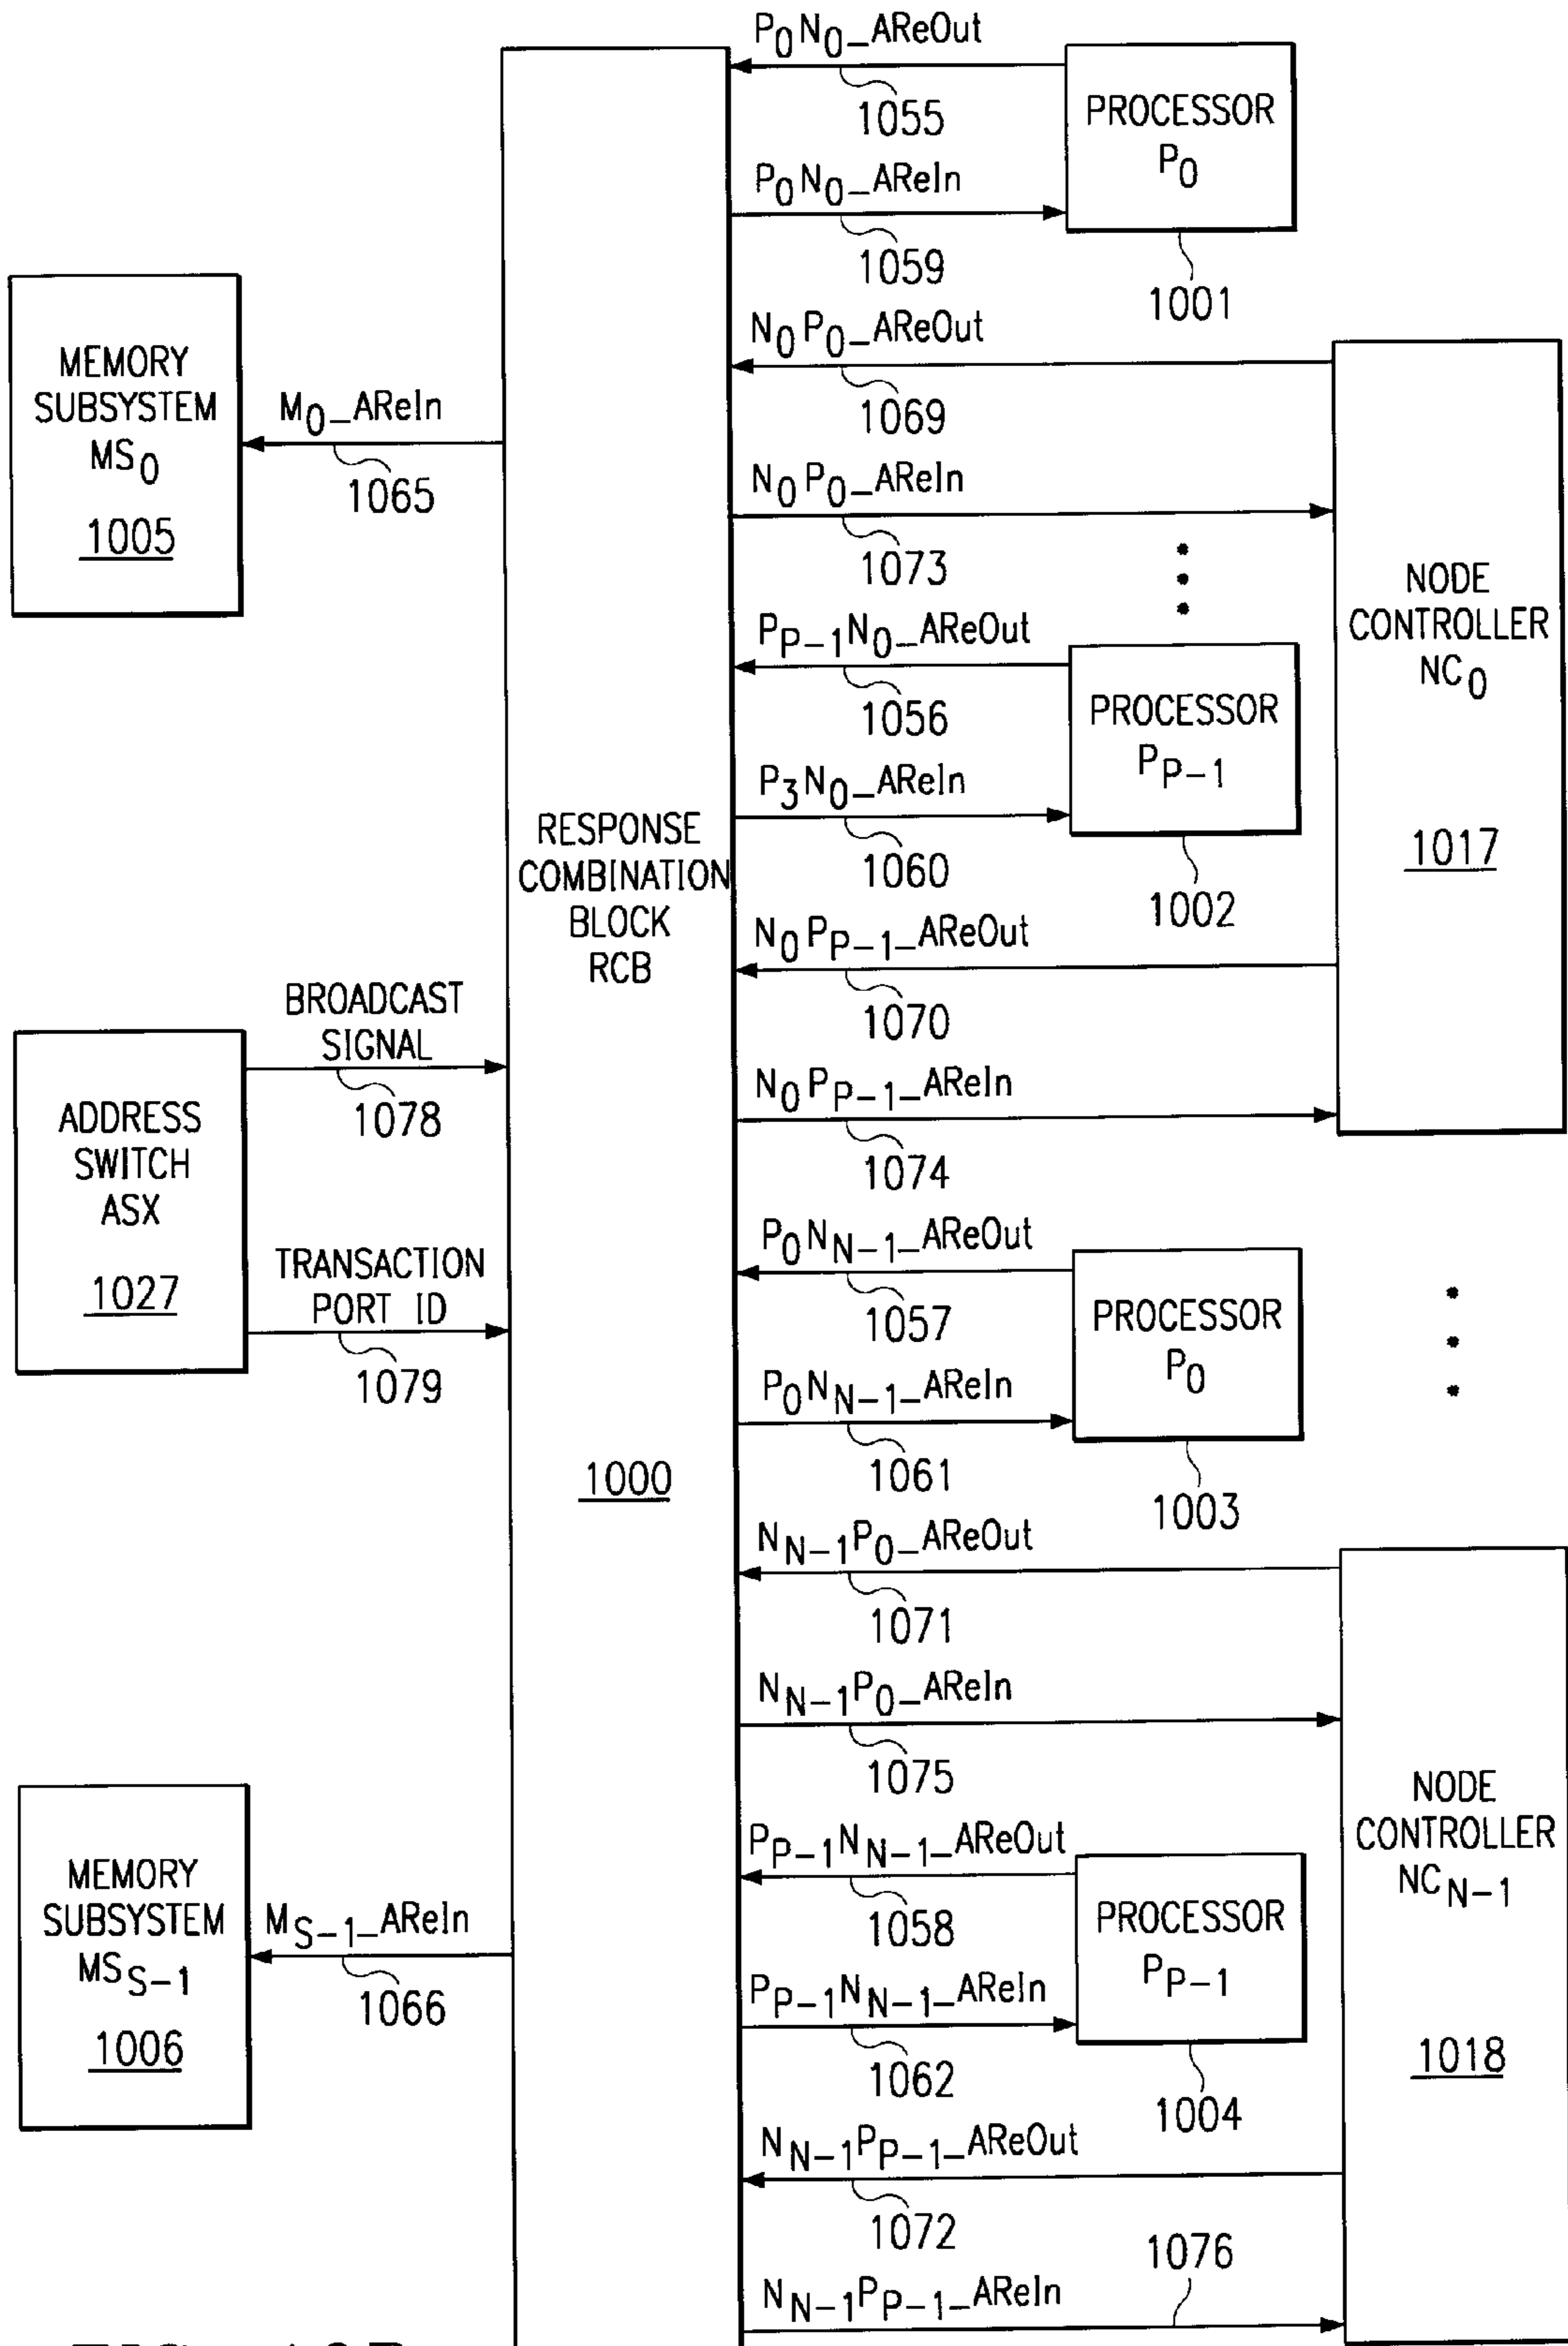 P0N0_AReOut
1055
PROCESSOR
P0
1001
P0N0_AReIn
1059
N0P0_AReOut
1069
N0P0_AReIn
1073
MEMORY
SUBSYSTEM
MS0
1005
M0_AReIn
1065
NODE
CONTROLLER
NC0
1017
PP-1N0_AReOut
1056
PROCESSOR
PP-1
1002
P3N0_AReIn
1060
RESPONSE
COMBINATION
BLOCK
RCB
1000
N0PP-1_AReOut
1070
N0PP-1_AReIn
1074
ADDRESS
SWITCH
ASX
1027
BROADCAST
SIGNAL
1078
TRANSACTION
PORT ID
1079
P0NN-1_AReOut
1057
PROCESSOR
P0
1003
P0NN-1_AReIn
1061
NN-1P0_AReOut
1071
NN-1P0_AReIn
1075
NODE
CONTROLLER
NCN-1
1018
MEMORY
SUBSYSTEM
MSS-1
1006
MS-1_AReIn
1066
PP-1NN-1_AReOut
1058
PROCESSOR
PP-1
1004
PP-1NN-1_AReIn
1062
NN-1PP-1_AReOut
1072
NN-1PP-1_AReIn
1076